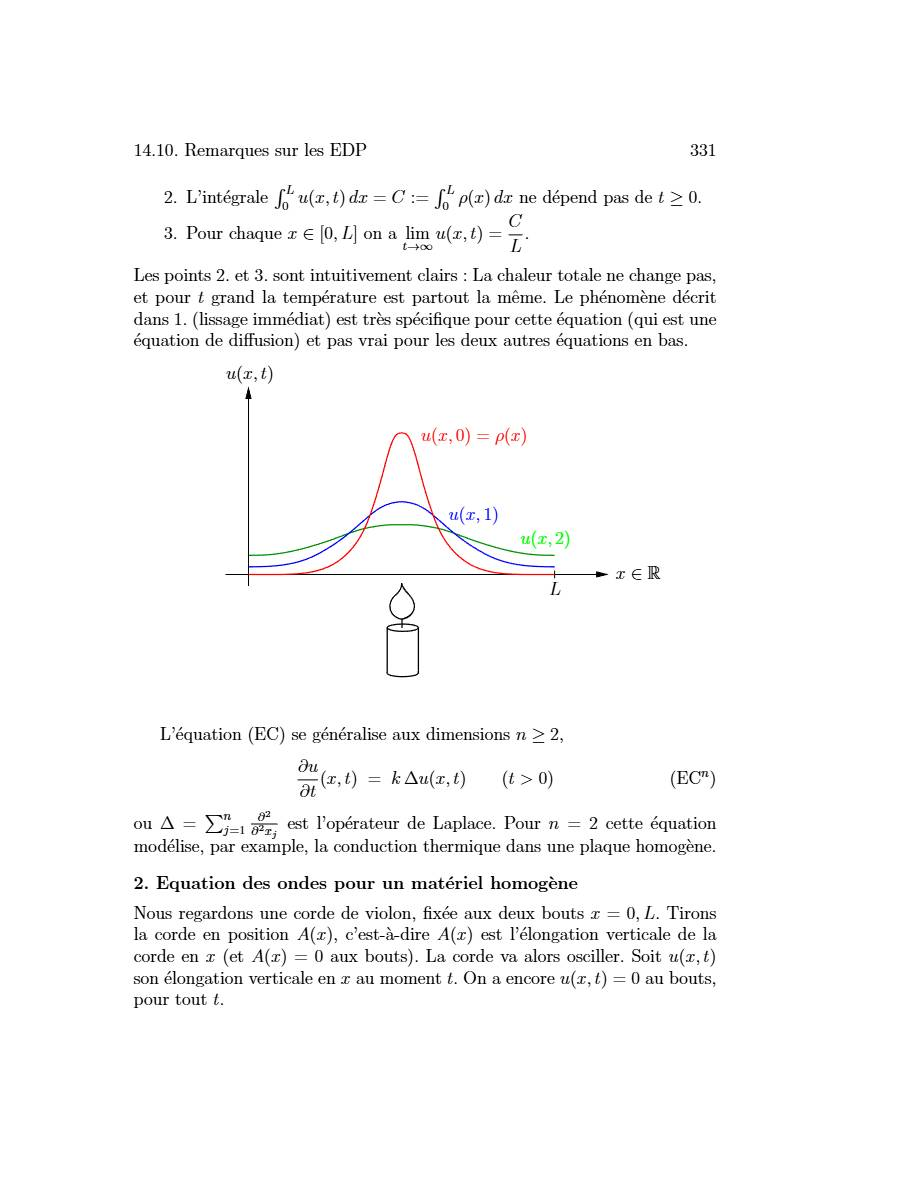 14.10. Remarques sur les EDP 331
2. L'intégrale ∫₀ᴸ u(x, t) dx = C := ∫₀ᴸ ρ(x) dx ne dépend pas de t ≥ 0.
3. Pour chaque x ∈ [0, L] on a lim_{t→∞} u(x, t) = C/L.
Les points 2. et 3. sont intuitivement clairs : La chaleur totale ne change pas,
et pour t grand la température est partout la même. Le phénomène décrit
dans 1. (lissage immédiat) est très spécifique pour cette équation (qui est une
équation de diffusion) et pas vrai pour les deux autres équations en bas.
u(x, t)
u(x, 0) = ρ(x)
u(x, 1)
u(x, 2)
x ∈ ℝ
L
L'équation (EC) se généralise aux dimensions n ≥ 2,
∂u/∂t (x, t) = k Δu(x, t) (t > 0) (ECⁿ)
ou Δ = ∑ⁿⱼ₌₁ ∂²/∂²xⱼ est l'opérateur de Laplace. Pour n = 2 cette équation
modélise, par example, la conduction thermique dans une plaque homogène.
2. Equation des ondes pour un matériel homogène
Nous regardons une corde de violon, fixée aux deux bouts x = 0, L. Tirons
la corde en position A(x), c'est-à-dire A(x) est l'élongation verticale de la
corde en x (et A(x) = 0 aux bouts). La corde va alors osciller. Soit u(x, t)
son élongation verticale en x au moment t. On a encore u(x, t) = 0 au bouts,
pour tout t.